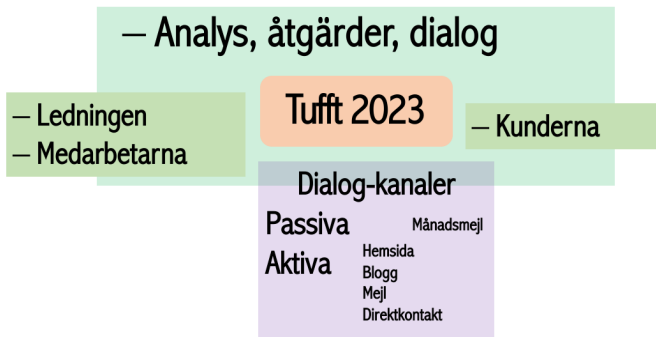 – Analys, åtgärder, dialog
– Ledningen
– Medarbetarna
Tufft 2023
– Kunderna
Dialog-kanaler
Passiva
Månadsmejl
Aktiva
Hemsida
Blogg
Mejl
Direktkontakt